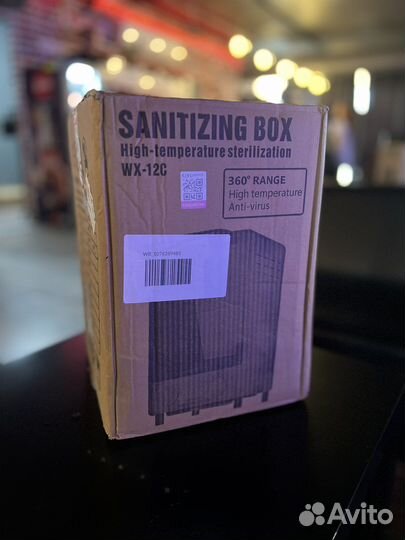 SANITIZING BOX
High-temperature sterilization
WX-12C
360° RANGE
High temperature
Anti-virus
Avito